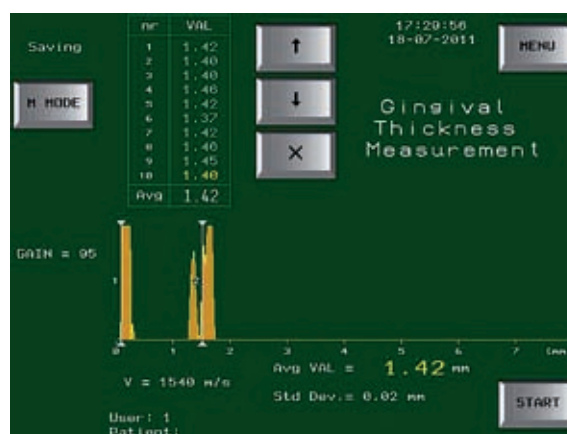 Saving
M MODE
nr VAL
1 1.42
2 1.40
3 1.40
4 1.46
5 1.42
6 1.37
7 1.42
8 1.40
9 1.45
10 1.40
Avg 1.42
↑
↓
×
17:29:56
18-07-2011
MENU
Gingival
Thickness
Measurement
GAIN = 95
1
2
0 1 2 3 4 5 6 7 [mm
V = 1540 m/s
Avg VAL = 1.42 mm
Std Dev.= 0.02 mm
START
User: 1
Patient: